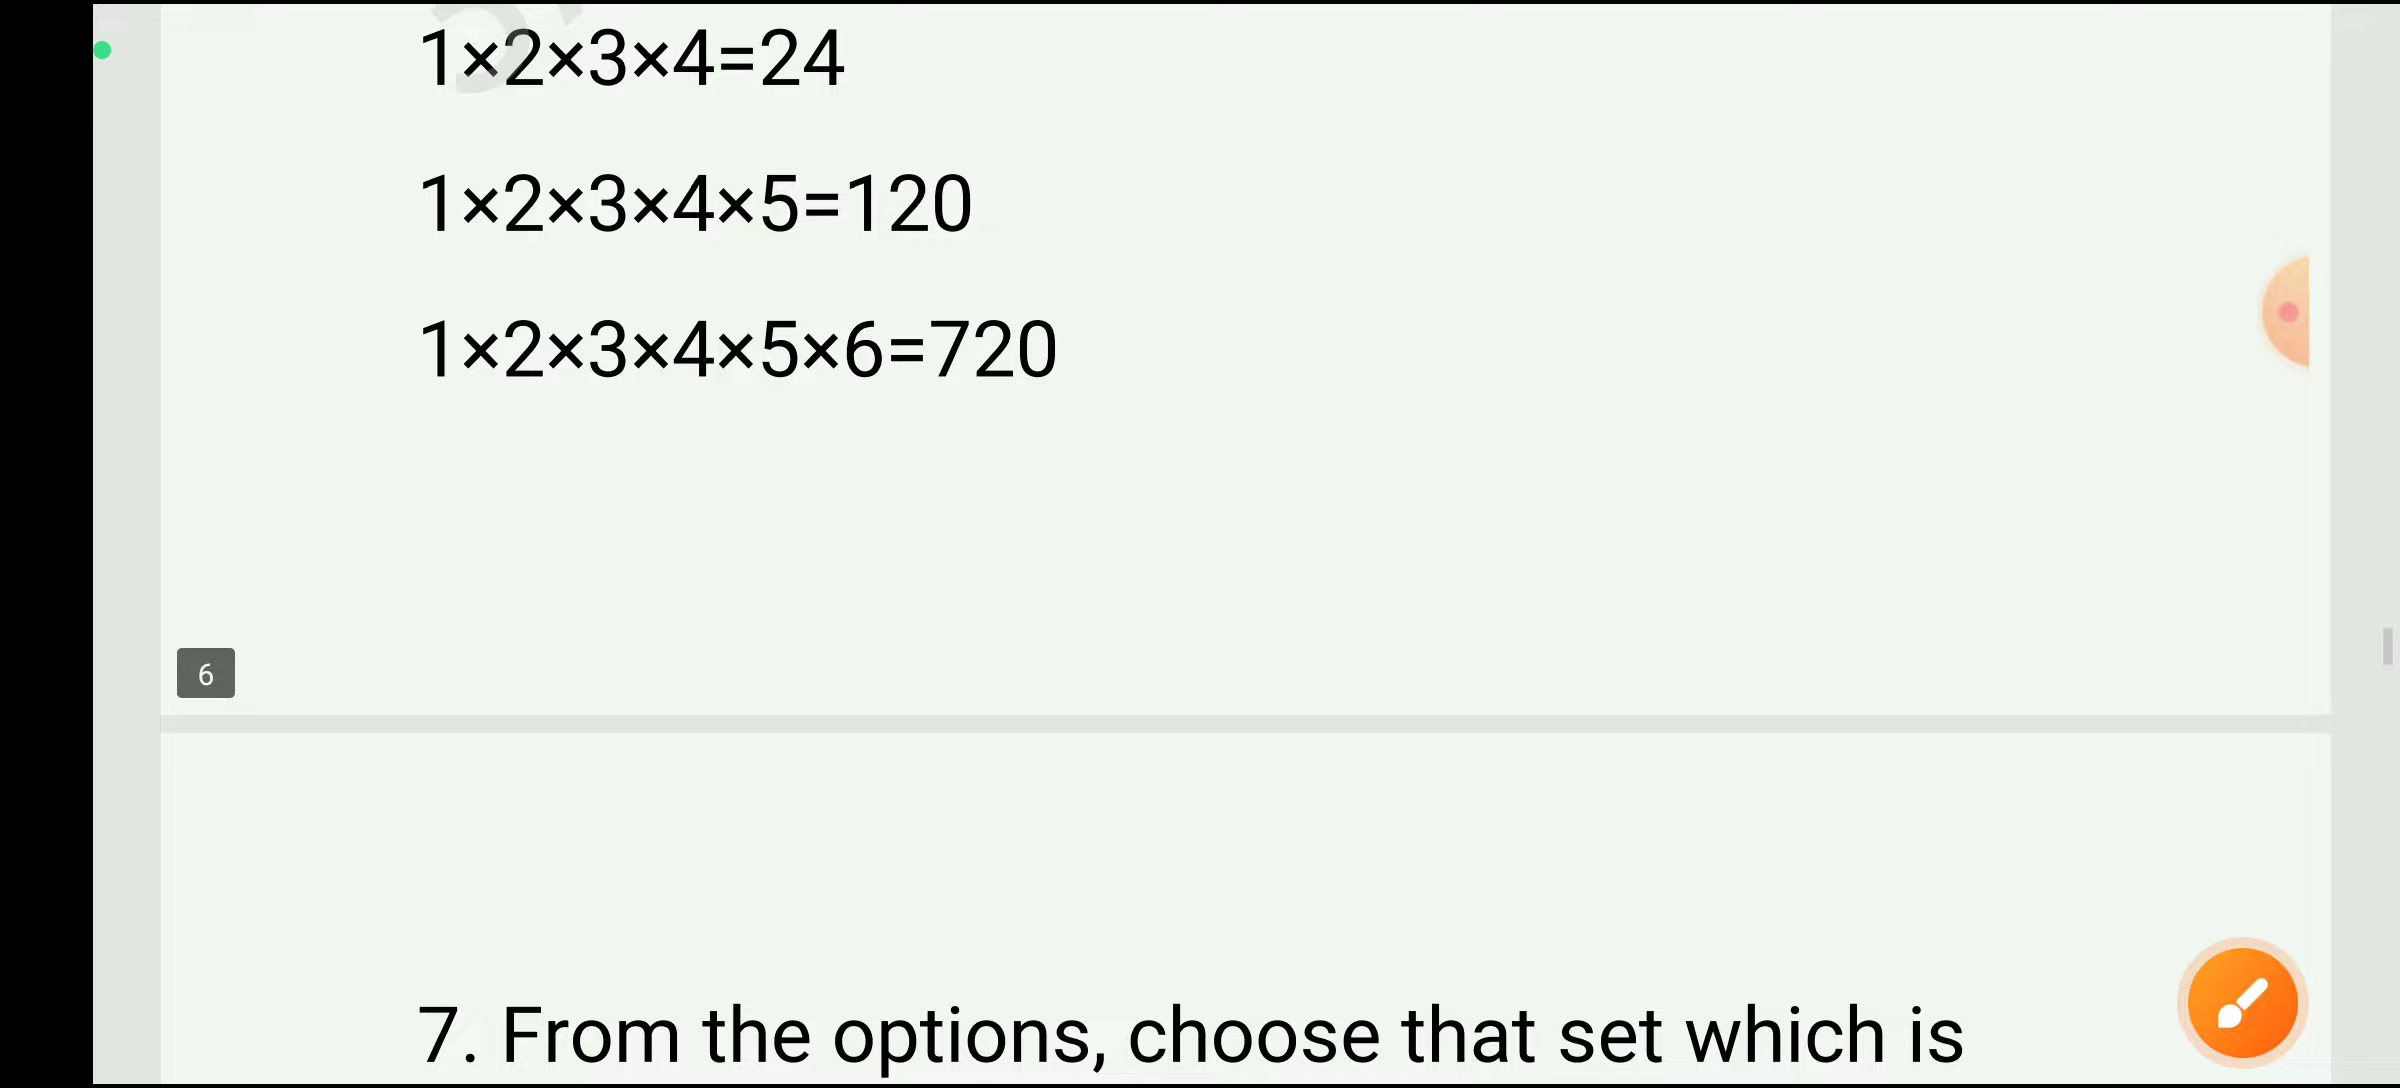 1×2×3×4=24
1×2×3×4×5=120
1×2×3×4×5×6=720
6
7. From the options, choose that set which is